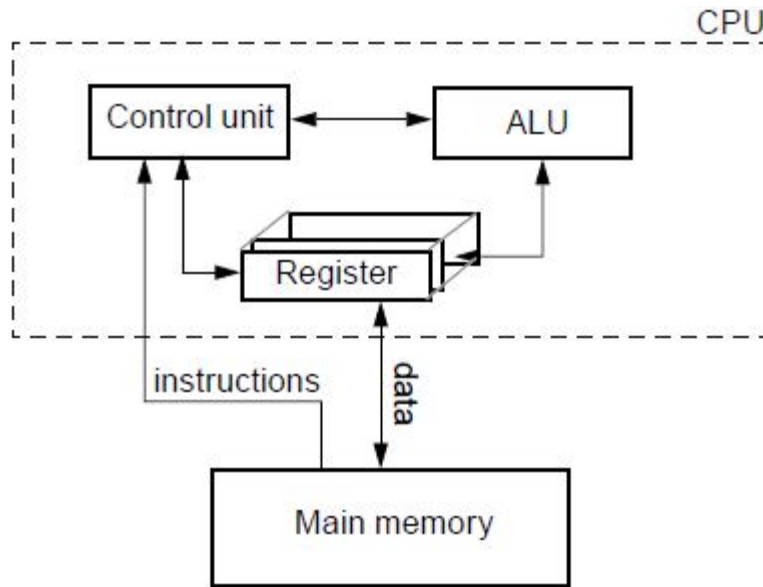 CPU
Control unit
ALU
Register
instructions
data
Main memory